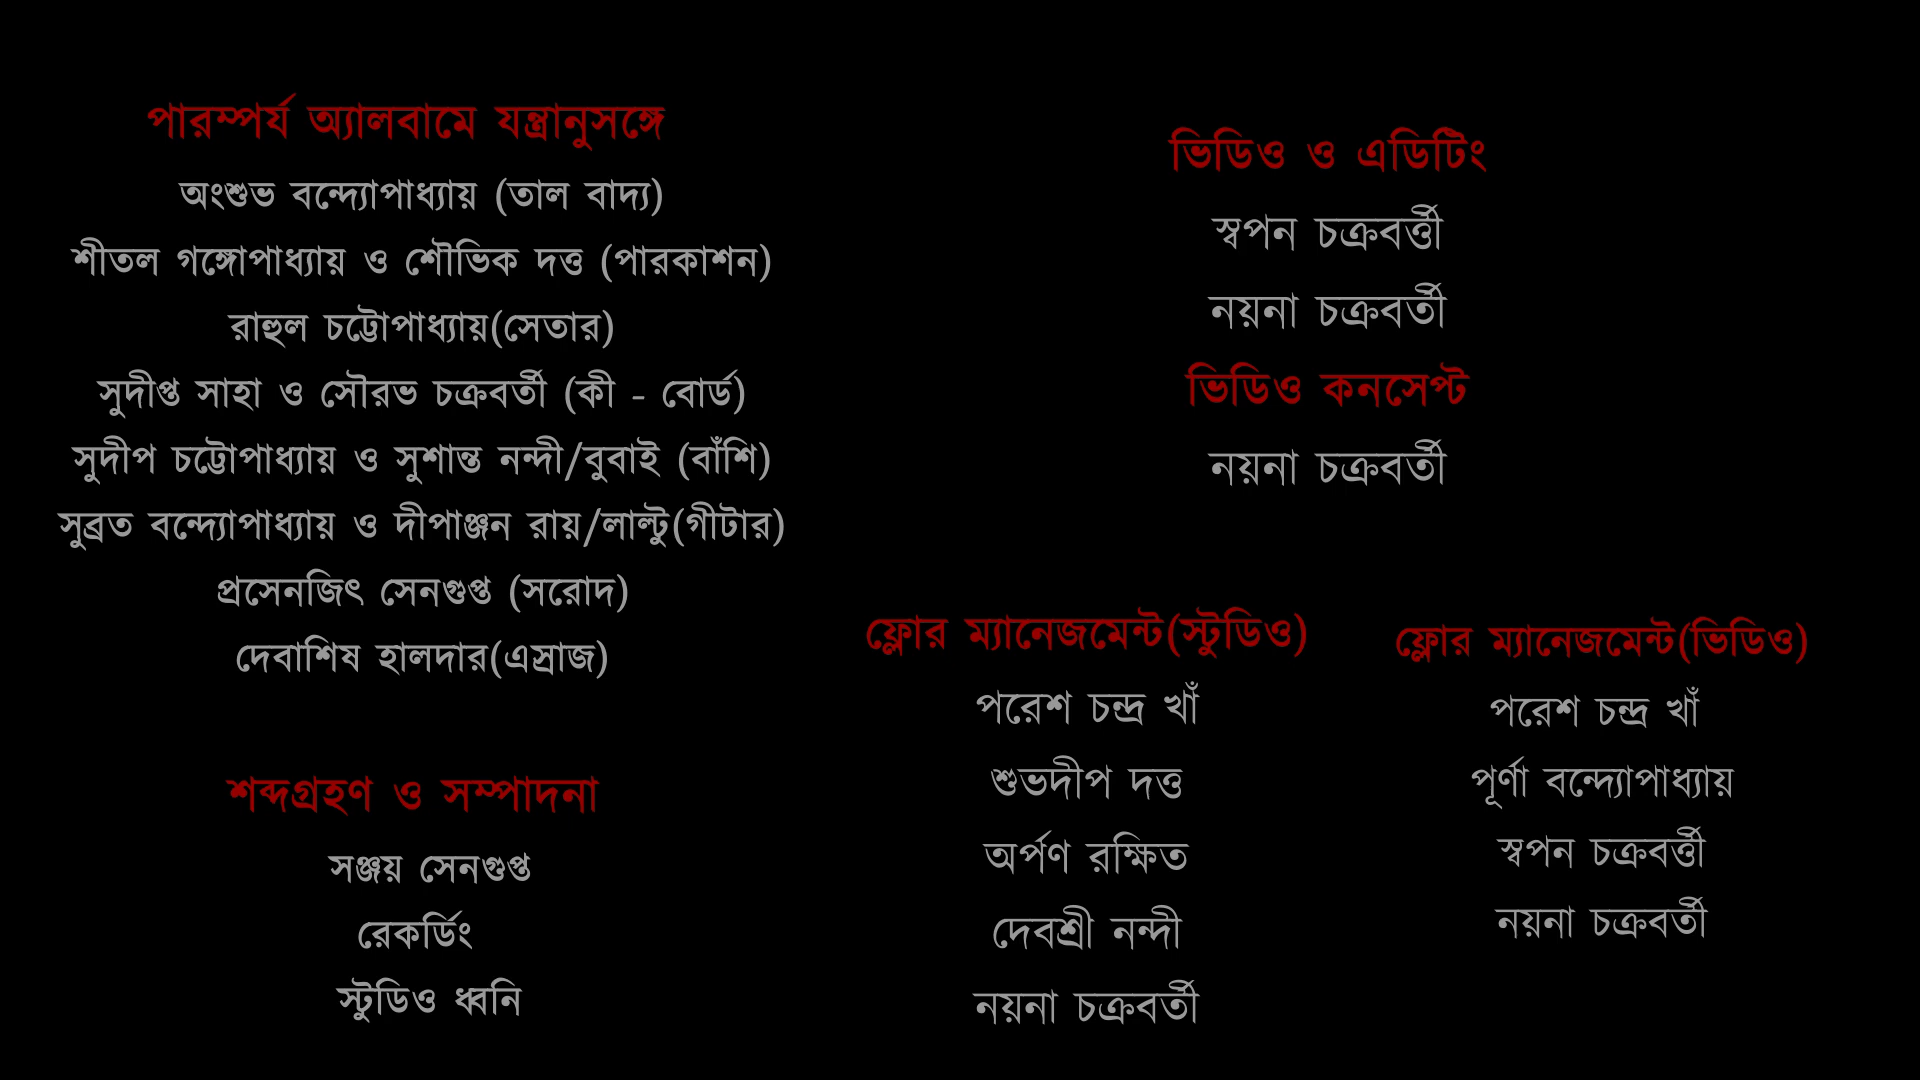 পারম্পর্য অ্যালবামে যন্ত্রানুসঙ্গে
অংশুভ বন্দ্যোপাধ্যায় (তাল বাদ্য)
শীতল গঙ্গোপাধ্যায় ও শৌভিক দত্ত (পারকাশন)
রাহুল চট্টোপাধ্যায়(সেতার)
সুদীপ্ত সাহা ও সৌরভ চক্রবর্তী (কী - বোর্ড)
সুদীপ চট্টোপাধ্যায় ও সুশান্ত নন্দী/বুবাই (বাঁশি)
সুব্রত বন্দ্যোপাধ্যায় ও দীপাঞ্জন রায়/লাল্টু(গীটার)
প্রসেনজিৎ সেনগুপ্ত (সরোদ)
দেবাশিষ হালদার(এস্রাজ)
শব্দগ্রহণ ও সম্পাদনা
সঞ্জয় সেনগুপ্ত
রেকর্ডিং
স্টুডিও ধ্বনি
ভিডিও ও এডিটিং
স্বপন চক্রবর্ত্তী
নয়না চক্রবর্তী
ভিডিও কনসেপ্ট
নয়না চক্রবর্তী
ফ্লোর ম্যানেজমেন্ট(স্টুডিও)
পরেশ চন্দ্র খাঁ
শুভদীপ দত্ত
অর্পণ রক্ষিত
দেবশ্রী নন্দী
নয়না চক্রবর্তী
ফ্লোর ম্যানেজমেন্ট(ভিডিও)
পরেশ চন্দ্র খাঁ
পূর্ণা বন্দ্যোপাধ্যায়
স্বপন চক্রবর্ত্তী
নয়না চক্রবর্তী